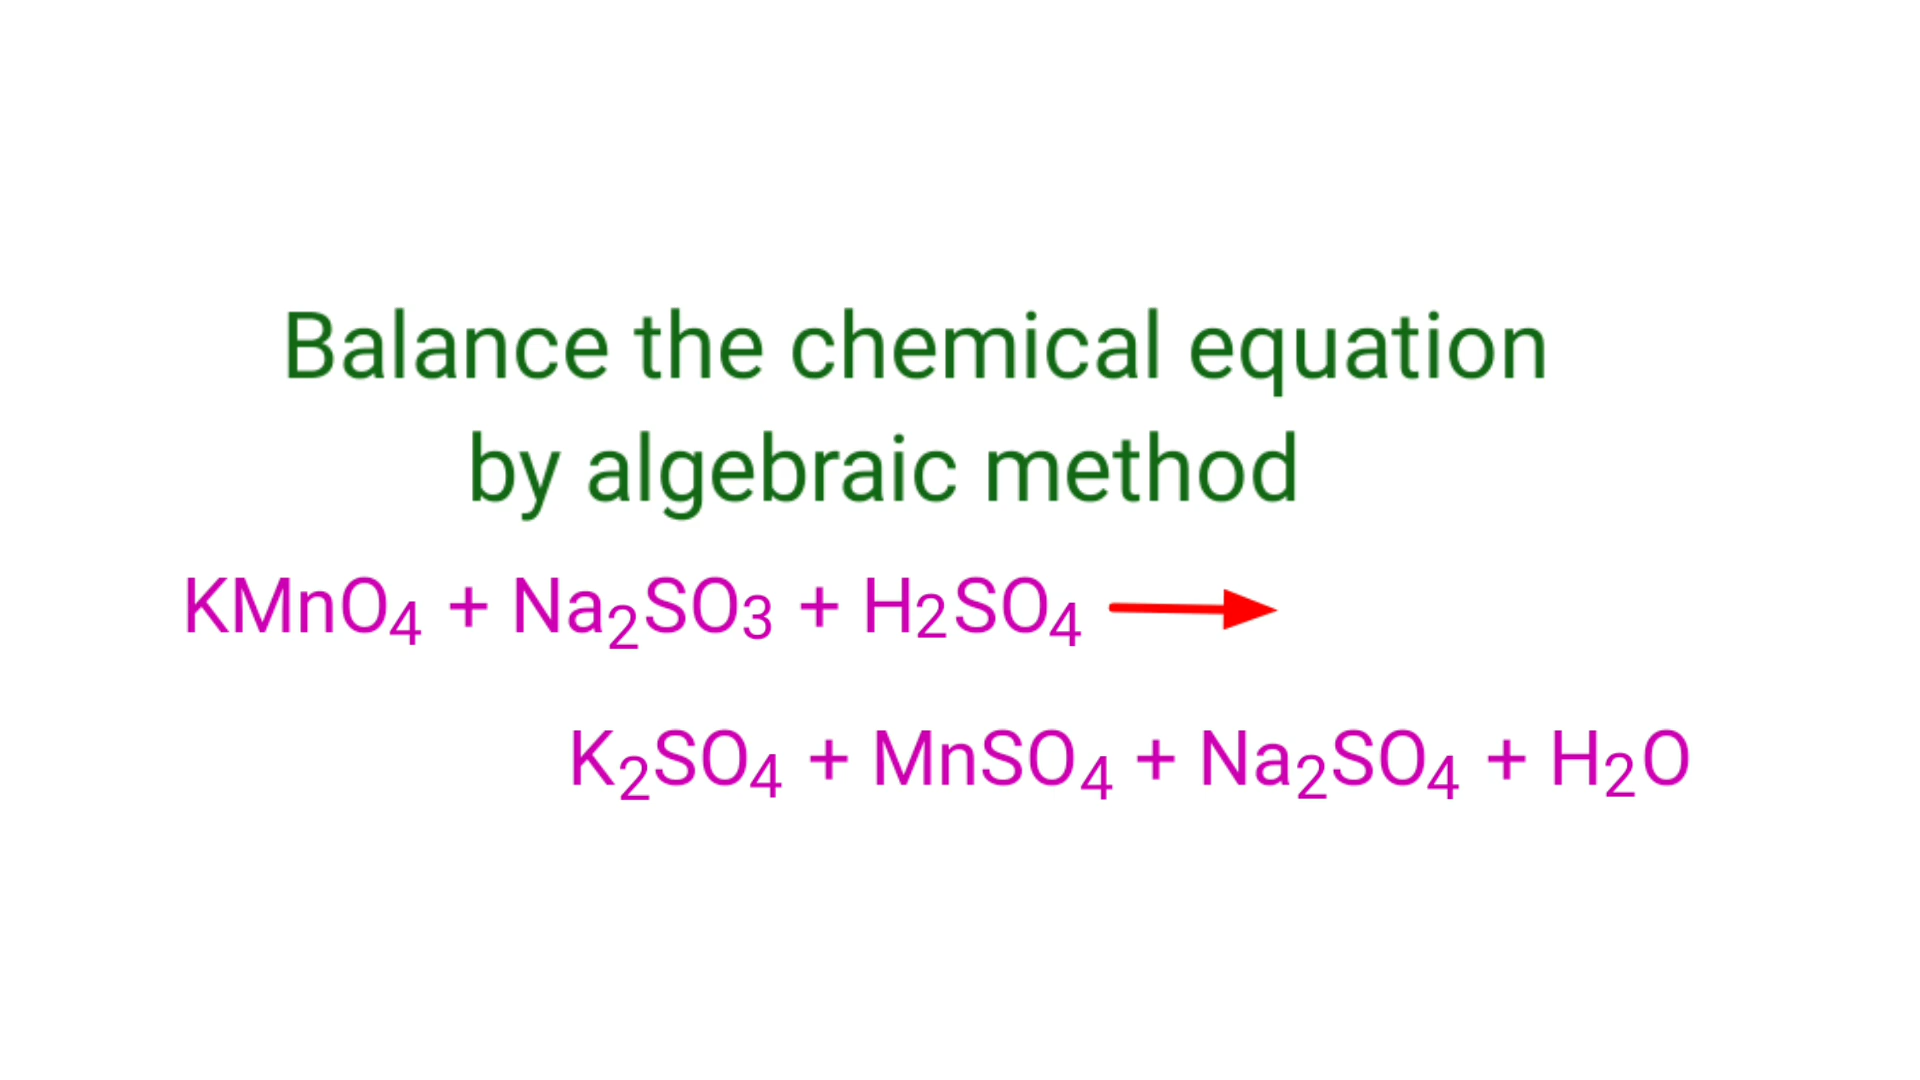 Balance the chemical equation
by algebraic method
KMnO₄ + Na₂SO₃ + H₂SO₄ →
K₂SO₄ + MnSO₄ + Na₂SO₄ + H₂O